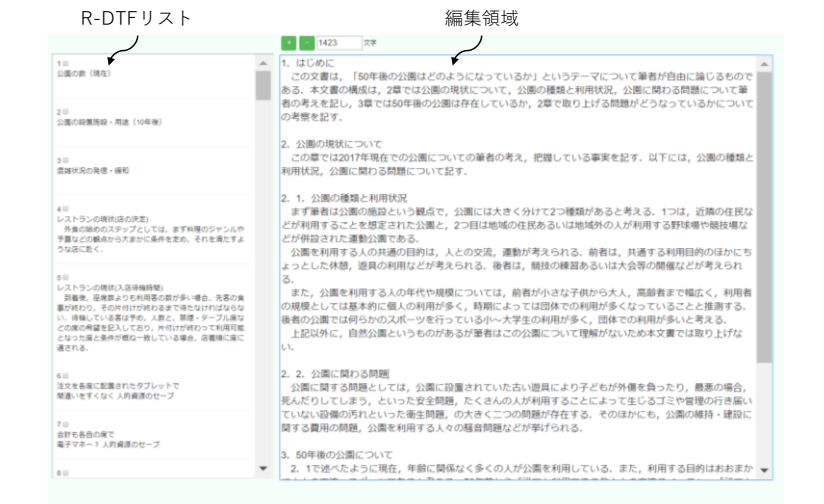 R-DTFリスト
編集領域
+ - 1423 文字
1
公園の数（現在）
2
公園の設置施設・用途（10年後）
3
混雑状況の発信・緩和
4
レストランの現状(店の決定)
外食の始めのステップとしては，まず料理のジャンルや
予算などの観点から大まかに条件を定め，それを満たすよ
うな店に赴く．
5
レストランの現状(入店待機時間)
到着後，座席数よりも利用客の数が多い場合，先客の食
事が終わり，その片付けが終わるまで待たなければならな
い．待機している客は予め，人数と，禁煙・テーブル席な
どの席の希望を記入しており，片付けが終わって利用可能
となった席と条件が概ね一致している場合，店着順に席に
通される．
6
注文を各席に配置されたタブレットで
間違いをすくなく 人的資源のセーブ
7
会計も各自の席で
電子マネー？ 人的資源のセーブ
8
1．はじめに
この文書は，「50年後の公園はどのようになっているか」というテーマについて筆者が自由に論じるもので
ある．本文書の構成は，2章では公園の現状について，公園の種類と利用状況，公園に関わる問題について筆
者の考えを記し，3章では50年後の公園は存在しているか，2章で取り上げる問題がどうなっているかについて
の考察を記す．
2．公園の現状について
この章では2017年現在での公園についての筆者の考え，把握している事実を記す．以下には，公園の種類と
利用状況，公園に関わる問題について記す．
2．1．公園の種類と利用状況
まず筆者は公園の施設という観点で，公園には大きく分けて2つ種類があると考える．1つは，近隣の住民な
どが利用することを想定された公園と，2つ目は地域の住民あるいは地域外の人が利用する野球場や競技場な
どが併設された運動公園である．
公園を利用する人の共通の目的は，人との交流，運動が考えられる．前者は，共通する利用目的のほかにち
ょっとした休憩，遊具の利用などが考えられる．後者は，競技の練習あるいは大会等の開催などが考えられ
る．
また，公園を利用する人の年代や規模については，前者が小さな子供から大人，高齢者まで幅広く，利用者
の規模としては基本的に個人の利用が多く，時期によっては団体での利用が多くなっていることと推測する．
後者の公園では何らかのスポーツを行っている小～大学生の利用が多く，団体での利用が多いと考える．
上記以外に，自然公園というものがあるが筆者はこの公園について理解がないため本文書では取り上げな
い．
2．2．公園に関わる問題
公園に関する問題としては，公園に設置されていた古い遊具により子どもが外傷を負ったり，最悪の場合，
死んだりしてしまう，といった安全問題，たくさんの人が利用することによって生じるゴミや管理の行き届い
ていない設備の汚れといった衛生問題，の大きく二つの問題が存在する．そのほかにも，公園の維持・建設に
関する費用の問題，公園を利用する人々の騒音問題などが挙げられる．
3．50年後の公園について
2．1で述べたように現在，年齢に関係なく多くの人が公園を利用している．また，利用する目的はおおまか